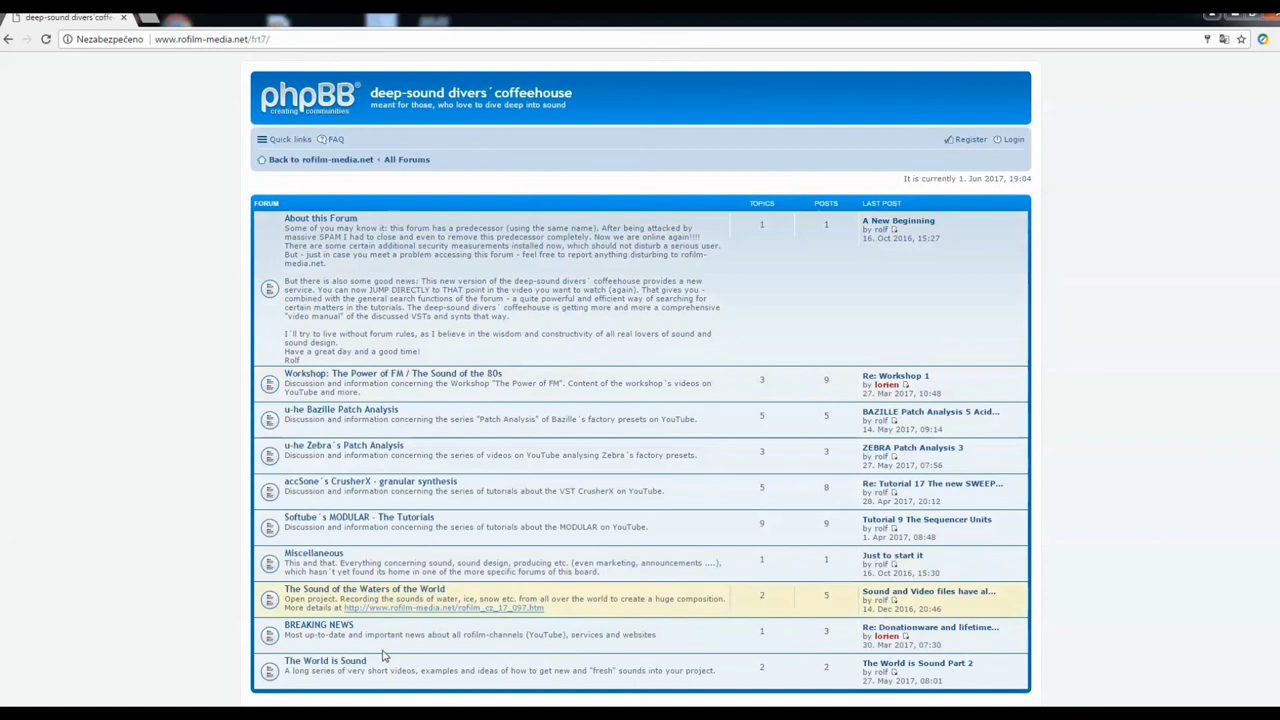 deep-sound divers´coffe
Nezabezpečeno www.rofilm-media.net/frt7/
phpBB®
creating communities
deep-sound divers´coffeehouse
meant for those, who love to dive deep into sound
Quick links FAQ
Register Login
Back to rofilm-media.net ‹ All Forums
It is currently 1. Jun 2017, 19:04
FORUM TOPICS POSTS LAST POST
About this Forum
Some of you may know it: this forum has a predecessor (using the same name). After being attacked by
massive SPAM I had to close and even to remove this predecessor completely. Now we are online again!!!!
There are some certain additional security measurements installed now, which should not disturb a serious user.
But - just in case you meet a problem accessing this forum - feel free to report anything disturbing to rofilm-
media.net.
But there is also some good news: This new version of the deep-sound divers´ coffeehouse provides a new
service. You can now JUMP DIRECTLY to THAT point in the video you want to watch (again). That gives you -
combined with the general search functions of the forum - a quite powerful and efficient way of searching for
certain matters in the tutorials. The deep-sound divers´ coffeehouse is getting more and more a comprehensive
"video manual" of the discussed VSTs and synts that way.
I´ll try to live without forum rules, as I believe in the wisdom and constructivity of all real lovers of sound and
sound design.
Have a great day and a good time!
Rolf
1 1
A New Beginning
by rolf
16. Oct 2016, 15:27
Workshop: The Power of FM / The Sound of the 80s
Discussion and information concerning the Workshop "The Power of FM". Content of the workshop´s videos on
YouTube and more.
3 9
Re: Workshop 1
by lorien
27. Mar 2017, 10:48
u-he Bazille Patch Analysis
Discussion and information concerning the series "Patch Analysis" of Bazille´s factory presets on YouTube.
5 5
BAZILLE Patch Analysis 5 Acid...
by rolf
14. May 2017, 09:14
u-he Zebra´s Patch Analysis
Discussion and information concerning the series of videos on YouTube analysing Zebra´s factory presets.
3 3
ZEBRA Patch Analysis 3
by rolf
27. May 2017, 07:56
accSone´s CrusherX - granular synthesis
Discussion and information concerning the series of tutorials about the VST CrusherX on YouTube.
5 8
Re: Tutorial 17 The new SWEEP...
by rolf
28. Apr 2017, 20:12
Softube´s MODULAR - The Tutorials
Discussion and information concerning the series of tutorials about the MODULAR on YouTube.
9 9
Tutorial 9 The Sequencer Units
by rolf
1. Apr 2017, 08:48
Miscellaneous
This and that. Everything concerning sound, sound design, producing etc. (even marketing, announcements ....),
which hasn´t yet found its home in one of the more specific forums of this board.
1 1
Just to start it
by rolf
16. Oct 2016, 15:30
The Sound of the Waters of the World
Open project. Recording the sounds of water, ice, snow etc. from all over the world to create a huge composition.
More details at http://www.rofilm-media.net/rofilm_cz_17_097.htm
2 5
Sound and Video files have al...
by rolf
14. Dec 2016, 20:46
BREAKING NEWS
Most up-to-date and important news about all rofilm-channels (YouTube), services and websites
1 3
Re: Donationware and lifetime...
by lorien
30. Mar 2017, 07:30
The World is Sound
A long series of very short videos, examples and ideas of how to get new and "fresh" sounds into your project.
2 2
The World is Sound Part 2
by rolf
27. May 2017, 08:01